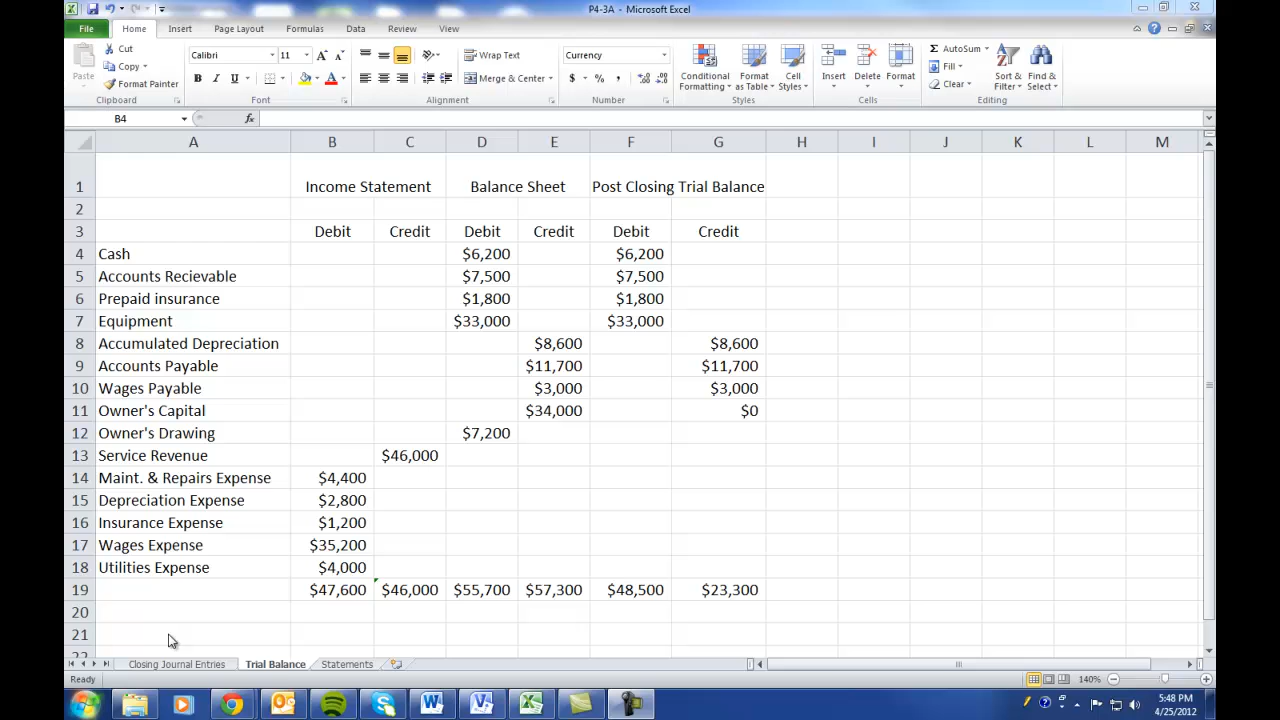 P4-3A - Microsoft Excel
File Home Insert Page Layout Formulas Data Review View
Paste Cut Copy Format Painter Clipboard
Calibri 11 B I U A A A Font
Wrap Text Merge & Center Alignment
Currency $ % , Number
Conditional Formatting Format as Table Cell Styles Styles
Insert Delete Format Cells
AutoSum Fill Clear Sort & Filter Find & Select Editing
B4 fx
A B C D E F G H I J K L M
1 Income Statement Balance Sheet Post Closing Trial Balance
2
3 Debit Credit Debit Credit Debit Credit
4 Cash $6,200 $6,200
5 Accounts Recievable $7,500 $7,500
6 Prepaid insurance $1,800 $1,800
7 Equipment $33,000 $33,000
8 Accumulated Depreciation $8,600 $8,600
9 Accounts Payable $11,700 $11,700
10 Wages Payable $3,000 $3,000
11 Owner's Capital $34,000 $0
12 Owner's Drawing $7,200
13 Service Revenue $46,000
14 Maint. & Repairs Expense $4,400
15 Depreciation Expense $2,800
16 Insurance Expense $1,200
17 Wages Expense $35,200
18 Utilities Expense $4,000
19 $47,600 $46,000 $55,700 $57,300 $48,500 $23,300
20
21
22
Closing Journal Entries Trial Balance Statements
Ready 140%
5:48 PM
4/25/2012